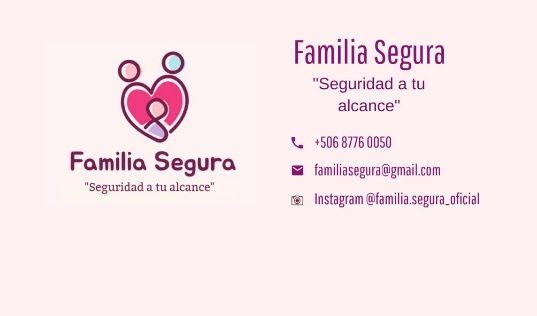 Familia Segura
"Seguridad a tu alcance"
Familia Segura
"Seguridad a tu
alcance"
+506 8776 0050
familiasegura@gmail.com
Instagram @familia.segura_oficial